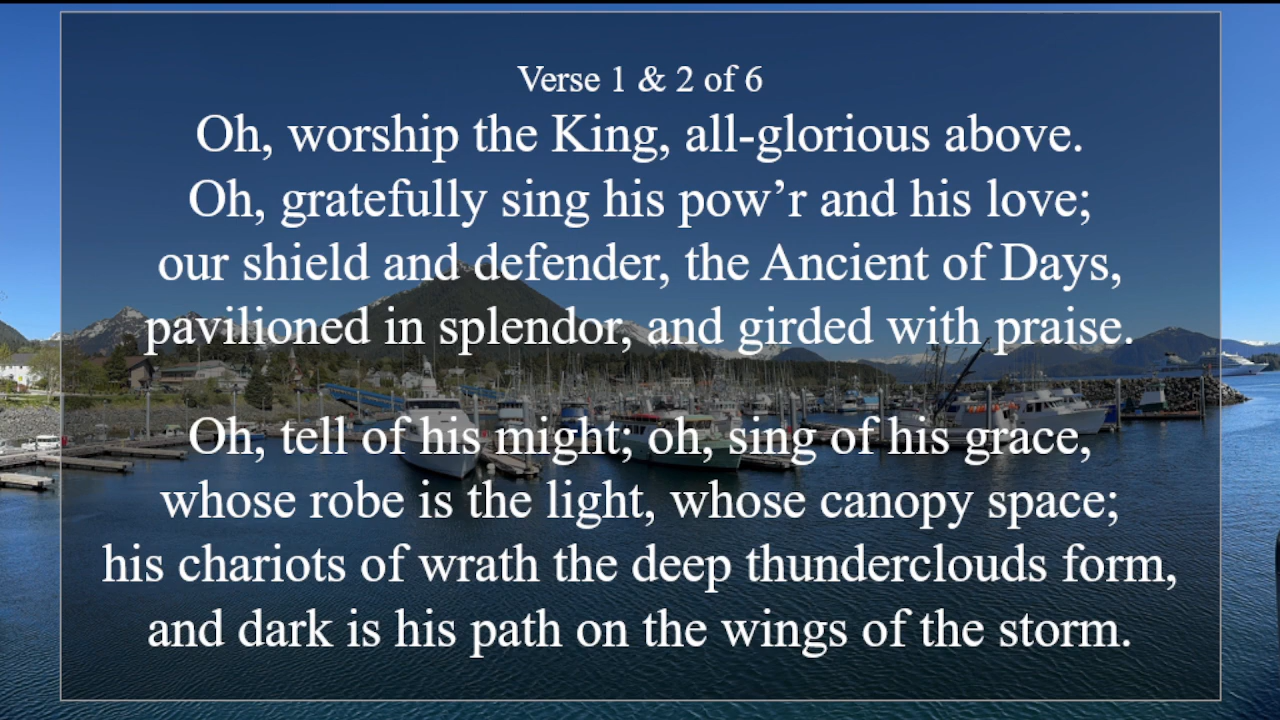 Verse 1 & 2 of 6
Oh, worship the King, all-glorious above.
Oh, gratefully sing his pow’r and his love;
our shield and defender, the Ancient of Days,
pavilioned in splendor, and girded with praise.
Oh, tell of his might; oh, sing of his grace,
whose robe is the light, whose canopy space;
his chariots of wrath the deep thunderclouds form,
and dark is his path on the wings of the storm.